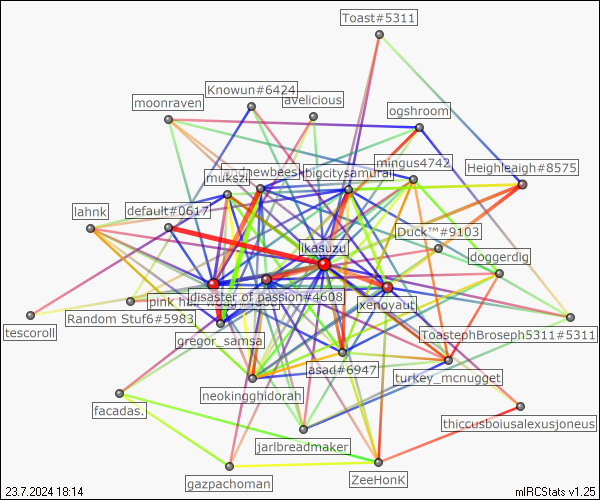 Toast#5311
Knowun#6424
avelicious
moonraven
ogshroom
mingus4742
Heighleaigh#8575
mukszi
newbees
bigcitysamurai
lahnk
default#0617
Duck™#9103
likasuzu
doggerdig
disaster of passion#4608
pink hat
xenoyaut
Random Stuf6#5983
tescoroll
gregor_samsa
ToastephBroseph5311#5311
asad#6947
turkey_mcnugget
neokingghidorah
facadas.
thiccusboiusalexusjoneus
jarlbreadmaker
gazpachoman
ZeeHonK
23.7.2024 18:14
mIRCStats v1.25